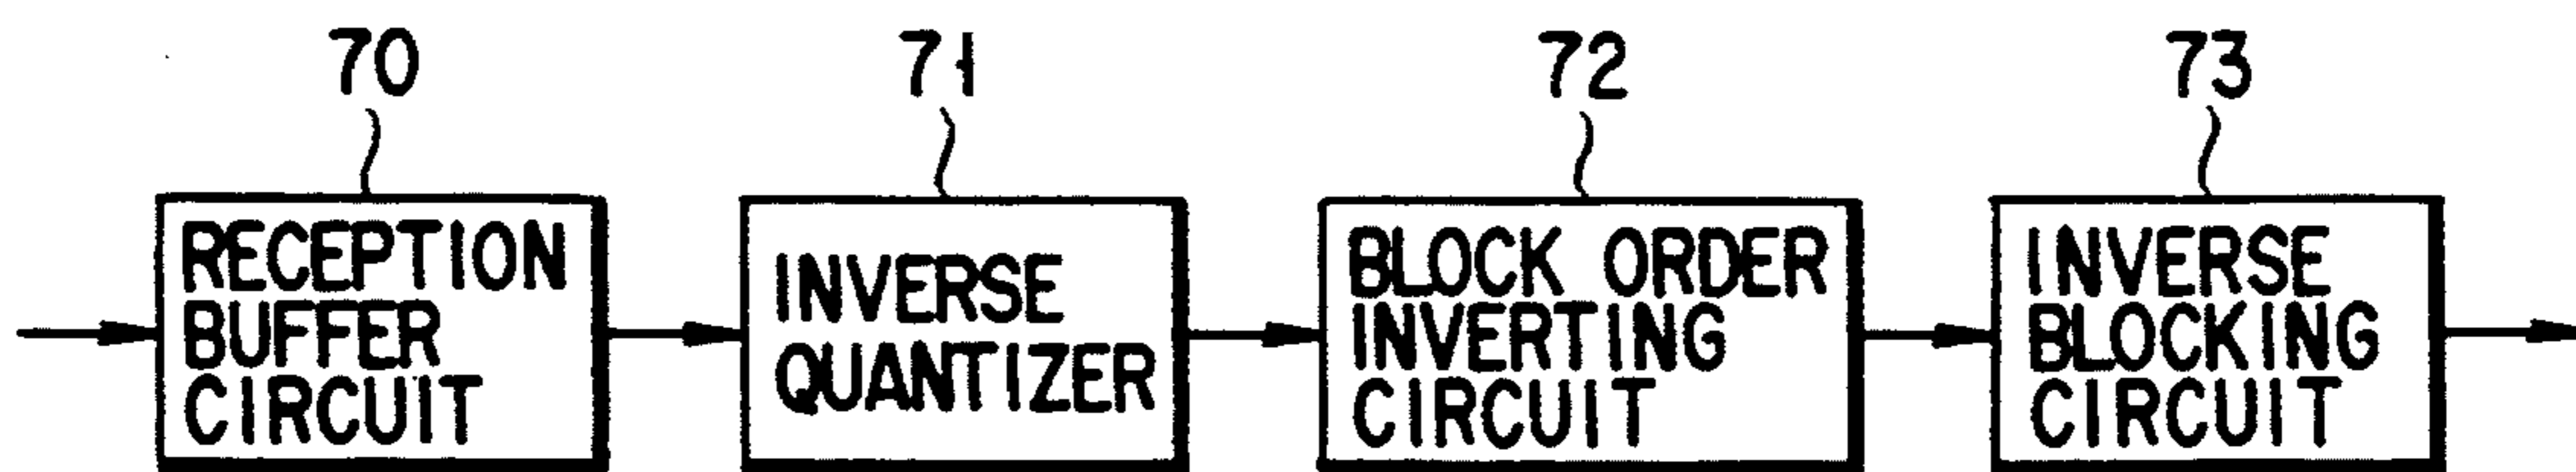 70 71 72 73
RECEPTION
BUFFER
CIRCUIT
INVERSE
QUANTIZER
BLOCK ORDER
INVERTING
CIRCUIT
INVERSE
BLOCKING
CIRCUIT